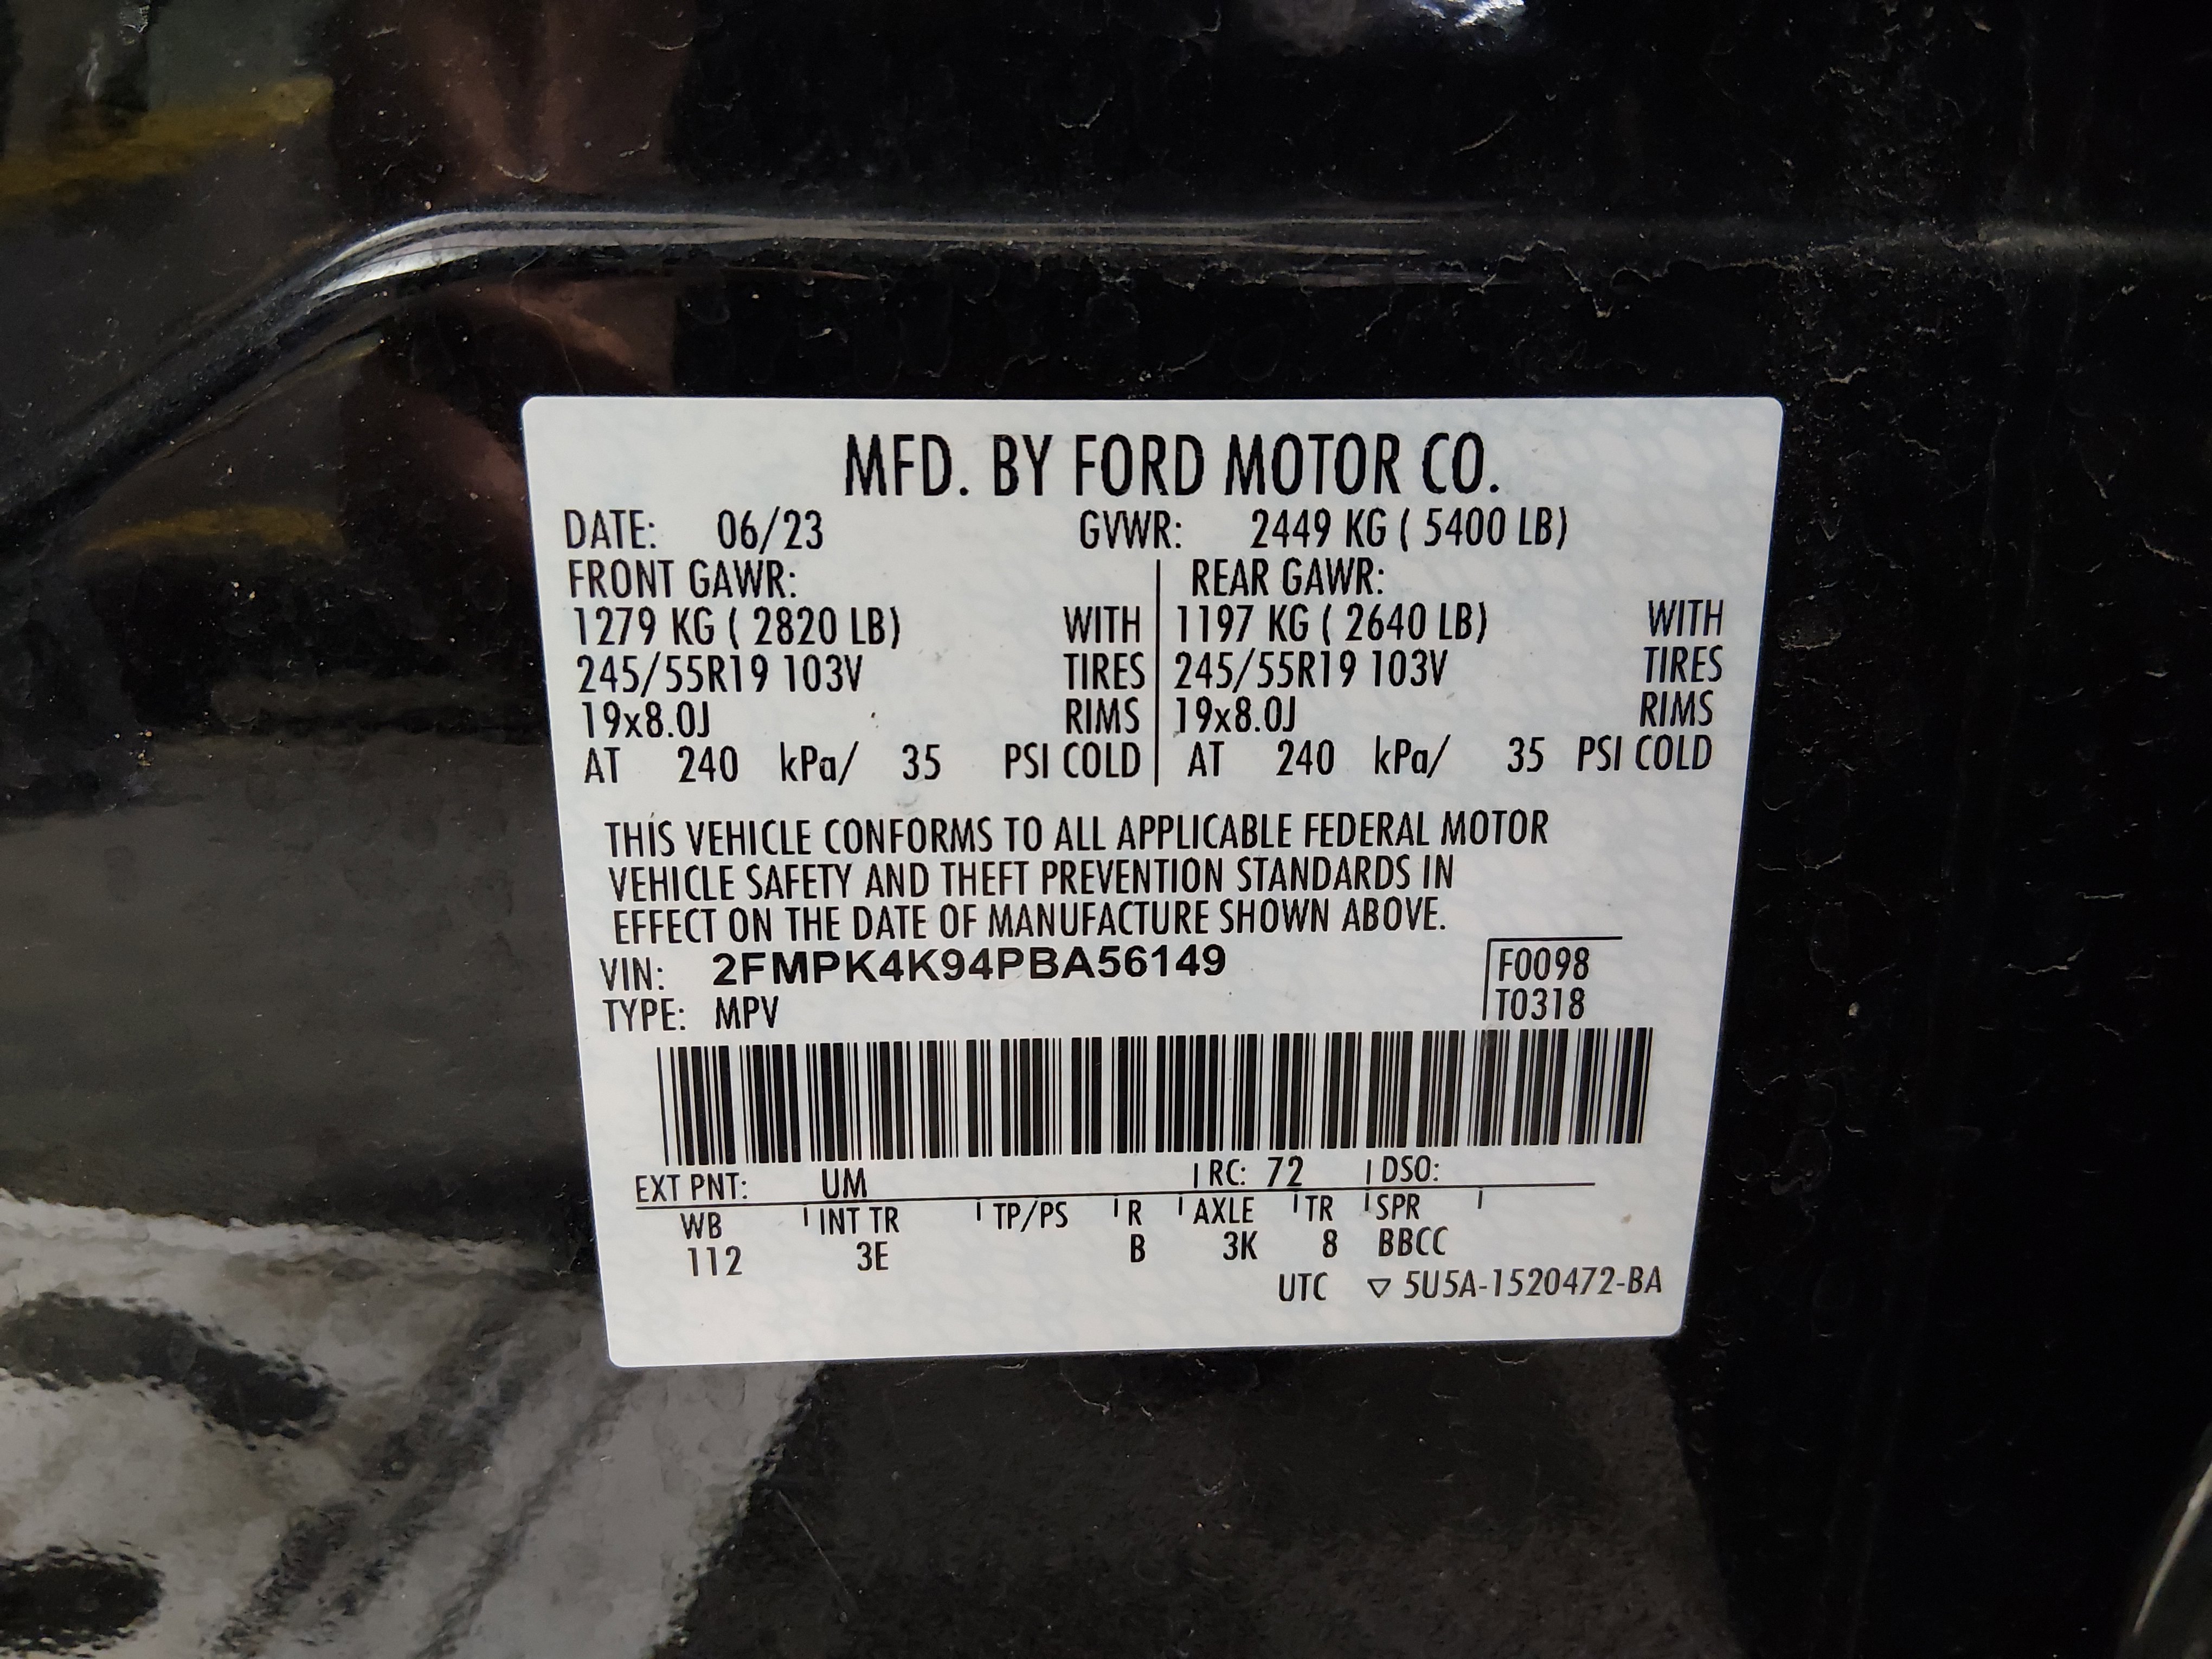 MFD. BY FORD MOTOR CO.
DATE: 06/23 GVWR: 2449 KG ( 5400 LB)
FRONT GAWR: REAR GAWR:
1279 KG ( 2820 LB) WITH 1197 KG ( 2640 LB) WITH
245/55R19 103V TIRES 245/55R19 103V TIRES
19x8.0J RIMS 19x8.0J RIMS
AT 240 kPa/ 35 PSI COLD AT 240 kPa/ 35 PSI COLD
THIS VEHICLE CONFORMS TO ALL APPLICABLE FEDERAL MOTOR
VEHICLE SAFETY AND THEFT PREVENTION STANDARDS IN
EFFECT ON THE DATE OF MANUFACTURE SHOWN ABOVE.
VIN: 2FMPK4K94PBA56149 F0098
TYPE: MPV T0318
EXT PNT: UM RC: 72 DSO:
WB INT TR TP/PS R AXLE TR SPR
112 3E B 3K 8 BBCC
UTC ▽ 5U5A-1520472-BA